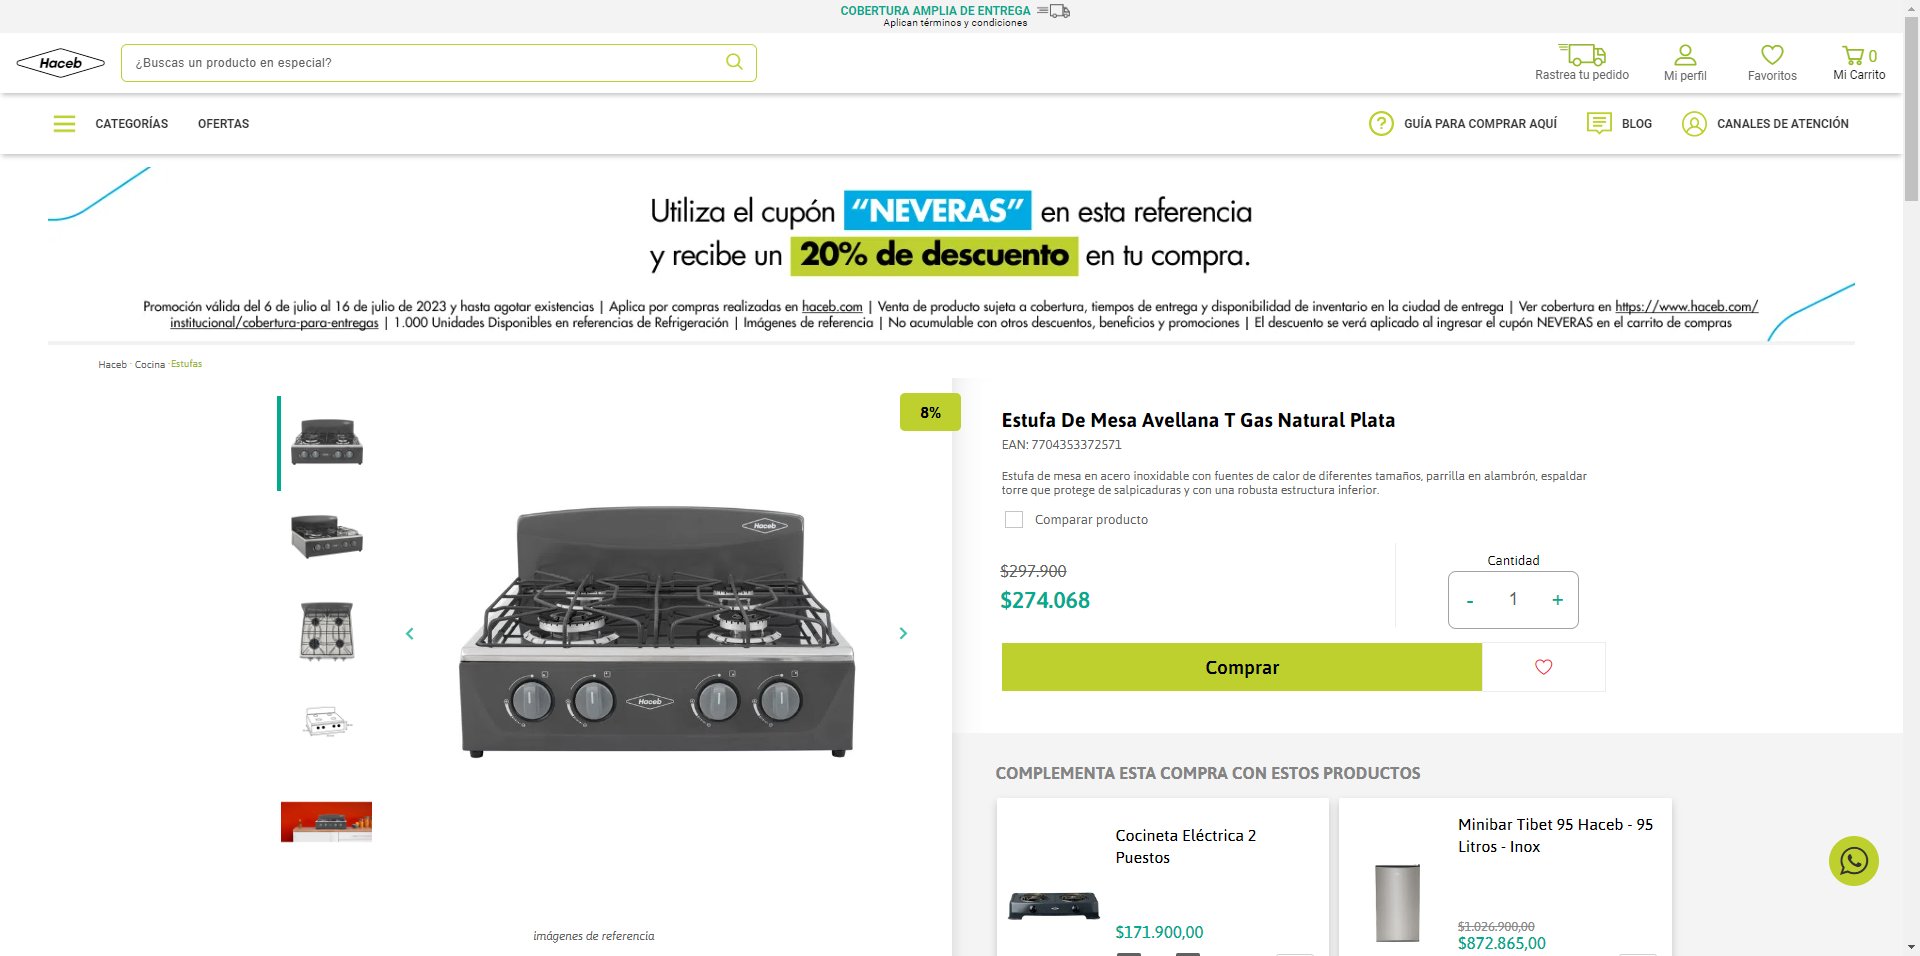 COBERTURA AMPLIA DE ENTREGA
Aplican términos y condiciones
Haceb
¿Buscas un producto en especial?
Rastrea tu pedido
Mi perfil
Favoritos
0
Mi Carrito
CATEGORÍAS
OFERTAS
GUÍA PARA COMPRAR AQUÍ
BLOG
CANALES DE ATENCIÓN
Utiliza el cupón “NEVERAS” en esta referencia
y recibe un 20% de descuento en tu compra.
Promoción válida del 6 de julio al 16 de julio de 2023 y hasta agotar existencias | Aplica por compras realizadas en haceb.com | Venta de producto sujeta a cobertura, tiempos de entrega y disponibilidad de inventario en la ciudad de entrega | Ver cobertura en https://www.haceb.com/
institucional/cobertura-para-entregas | 1.000 Unidades Disponibles en referencias de Refrigeración | Imágenes de referencia | No acumulable con otros descuentos, beneficios y promociones | El descuento se verá aplicado al ingresar el cupón NEVERAS en el carrito de compras
Haceb · Cocina · Estufas
8%
Haceb
Haceb
imágenes de referencia
Estufa De Mesa Avellana T Gas Natural Plata
EAN: 7704353372571
Estufa de mesa en acero inoxidable con fuentes de calor de diferentes tamaños, parrilla en alambrón, espaldar
torre que protege de salpicaduras y con una robusta estructura inferior.
Comparar producto
$297.900
$274.068
Cantidad
- 1 +
Comprar
COMPLEMENTA ESTA COMPRA CON ESTOS PRODUCTOS
Cocineta Eléctrica 2
Puestos
$171.900,00
Minibar Tibet 95 Haceb - 95
Litros - Inox
$1.026.900,00
$872.865,00